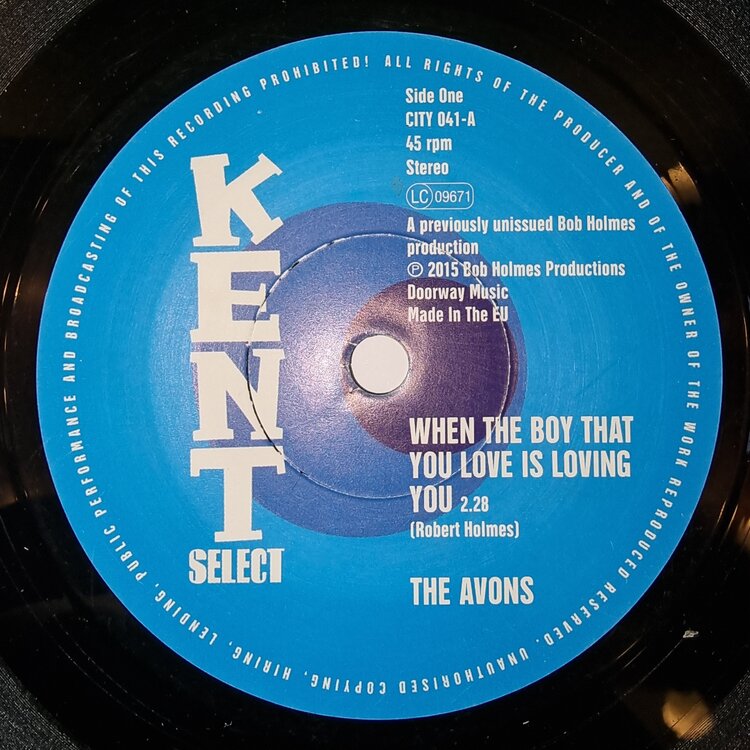 ALL RIGHTS OF THE PRODUCER AND OF THE OWNER OF THE WORK REPRODUCED RESERVED. UNAUTHORISED COPYING, HIRING, LENDING, PUBLIC PERFORMANCE AND BROADCASTING OF THIS RECORDING PROHIBITED!
KENT
SELECT
Side One
CITY 041-A
45 rpm
Stereo
LC 09671
A previously unissued Bob Holmes
production
℗ 2015 Bob Holmes Productions
Doorway Music
Made In The EU
WHEN THE BOY THAT
YOU LOVE IS LOVING
YOU 2.28
(Robert Holmes)
THE AVONS